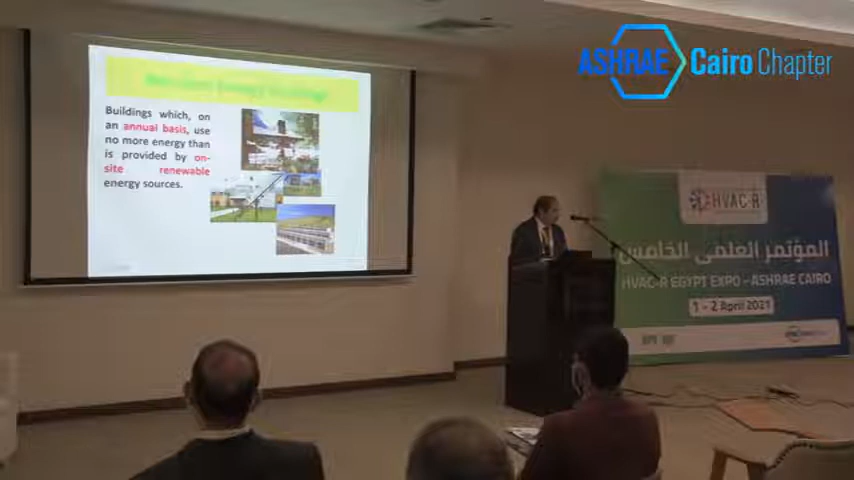 ASHRAE Cairo Chapter
Buildings which, on
an annual basis, use
no more energy than
is provided by on-
site renewable
energy sources.
HVAC-R
المؤتمر العلمى الخامس
HVAC-R EGYPT EXPO - ASHRAE CAIRO
1 - 2 April 2021